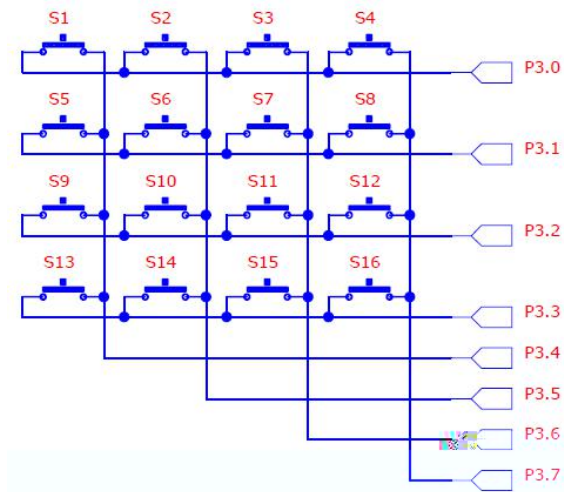 S1 S2 S3 S4
P3.0
S5 S6 S7 S8
P3.1
S9 S10 S11 S12
P3.2
S13 S14 S15 S16
P3.3
P3.4
P3.5
P3.6
P3.7